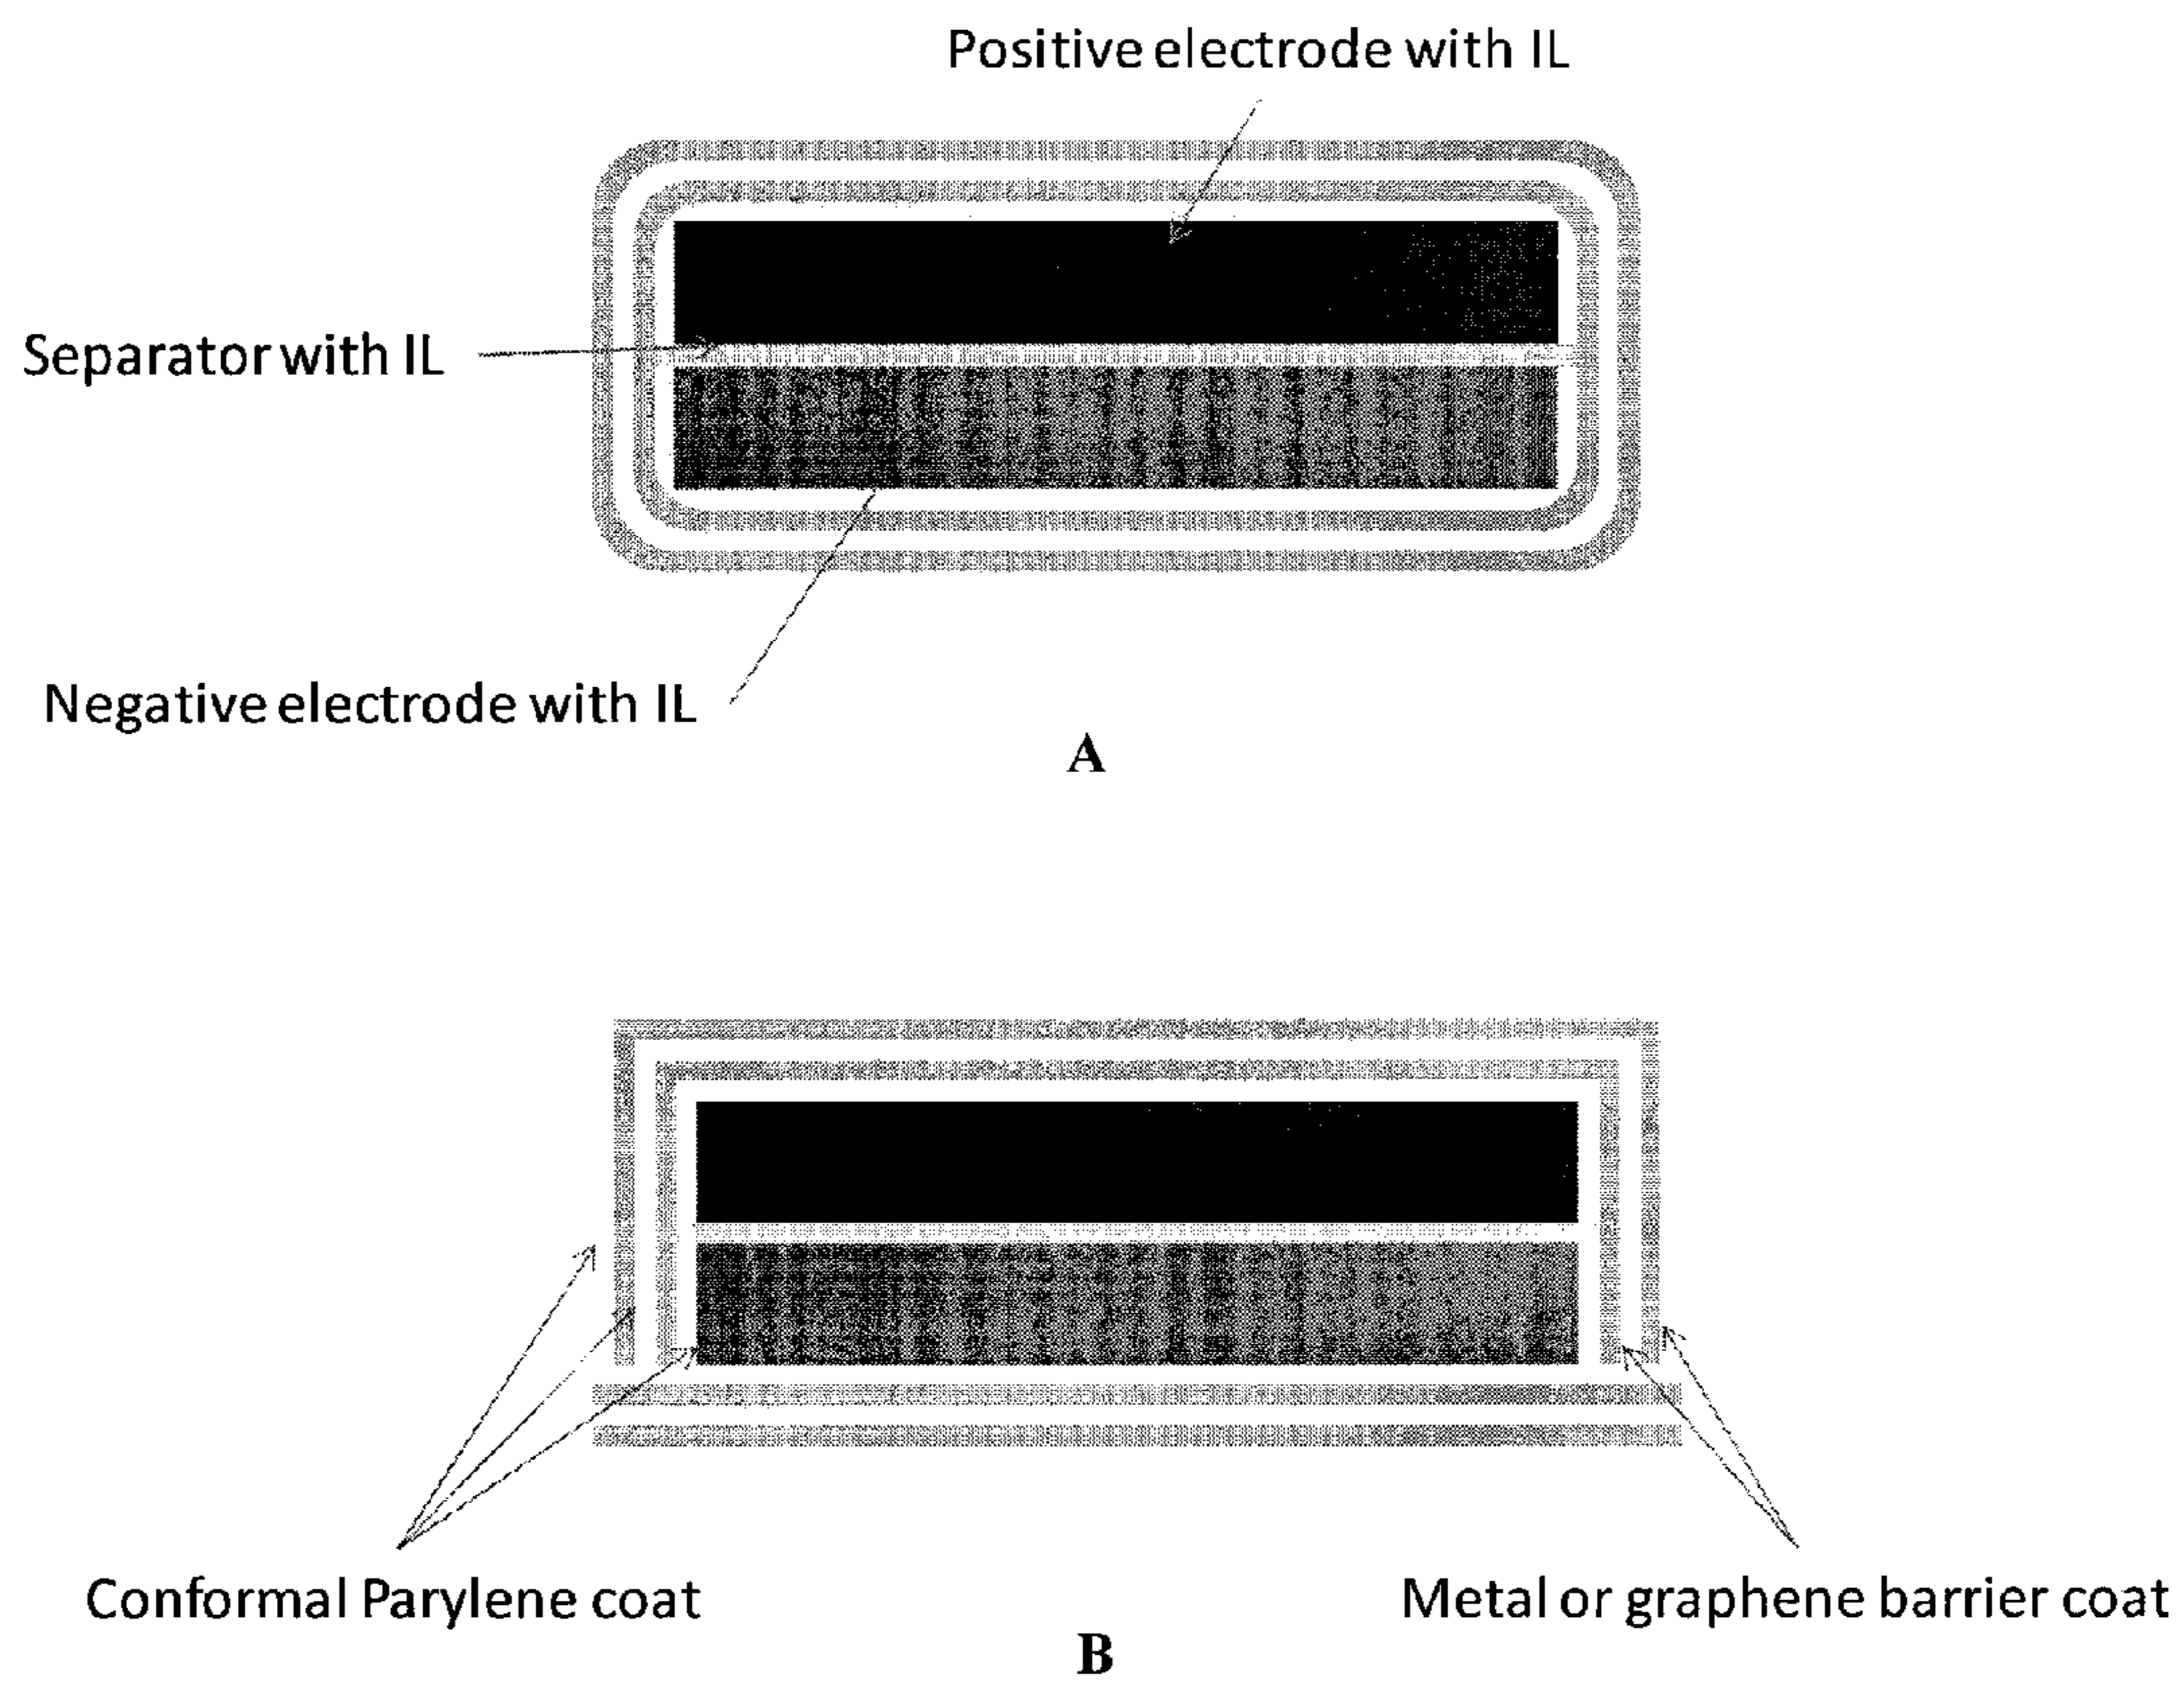 Positive electrode with IL
Separator with IL
Negative electrode with IL
A
Conformal Parylene coat
Metal or graphene barrier coat
B